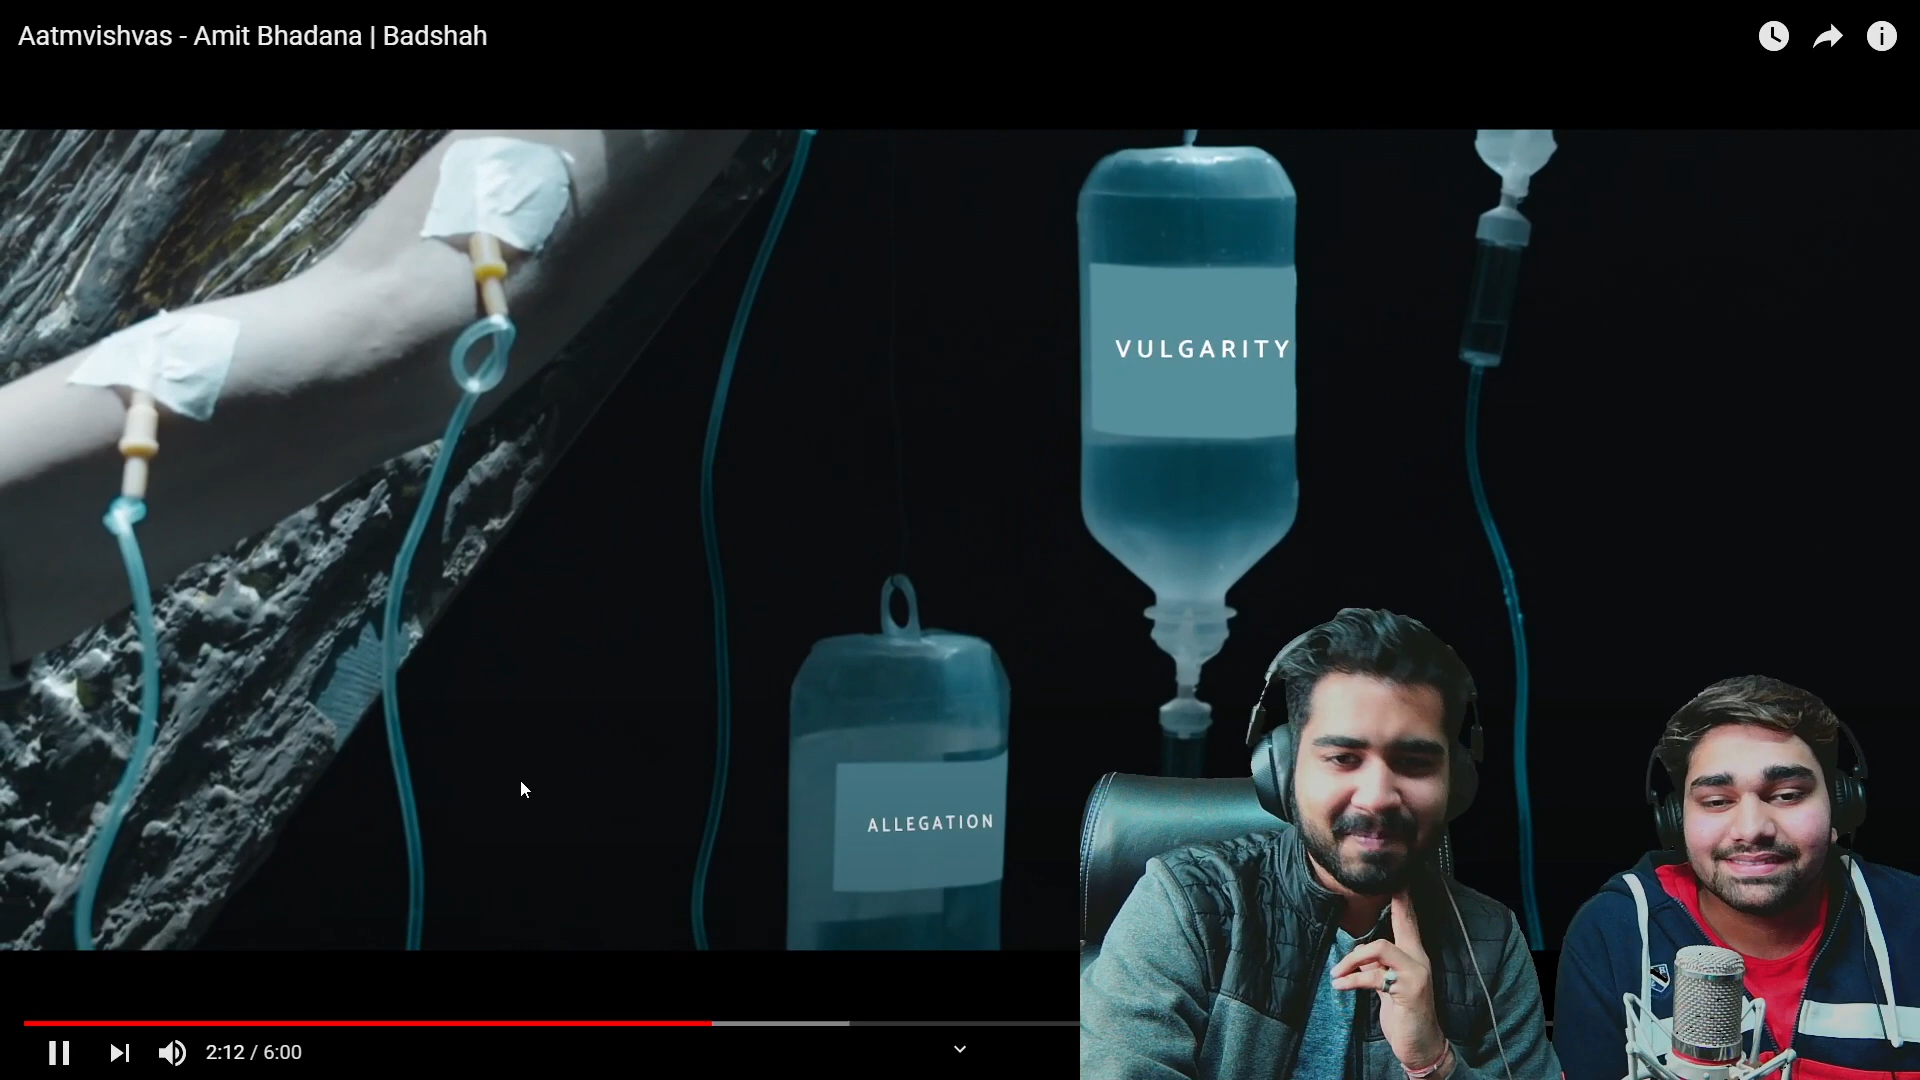 Aatmvishvas - Amit Bhadana | Badshah
VULGARITY
ALLEGATION
2:12 / 6:00